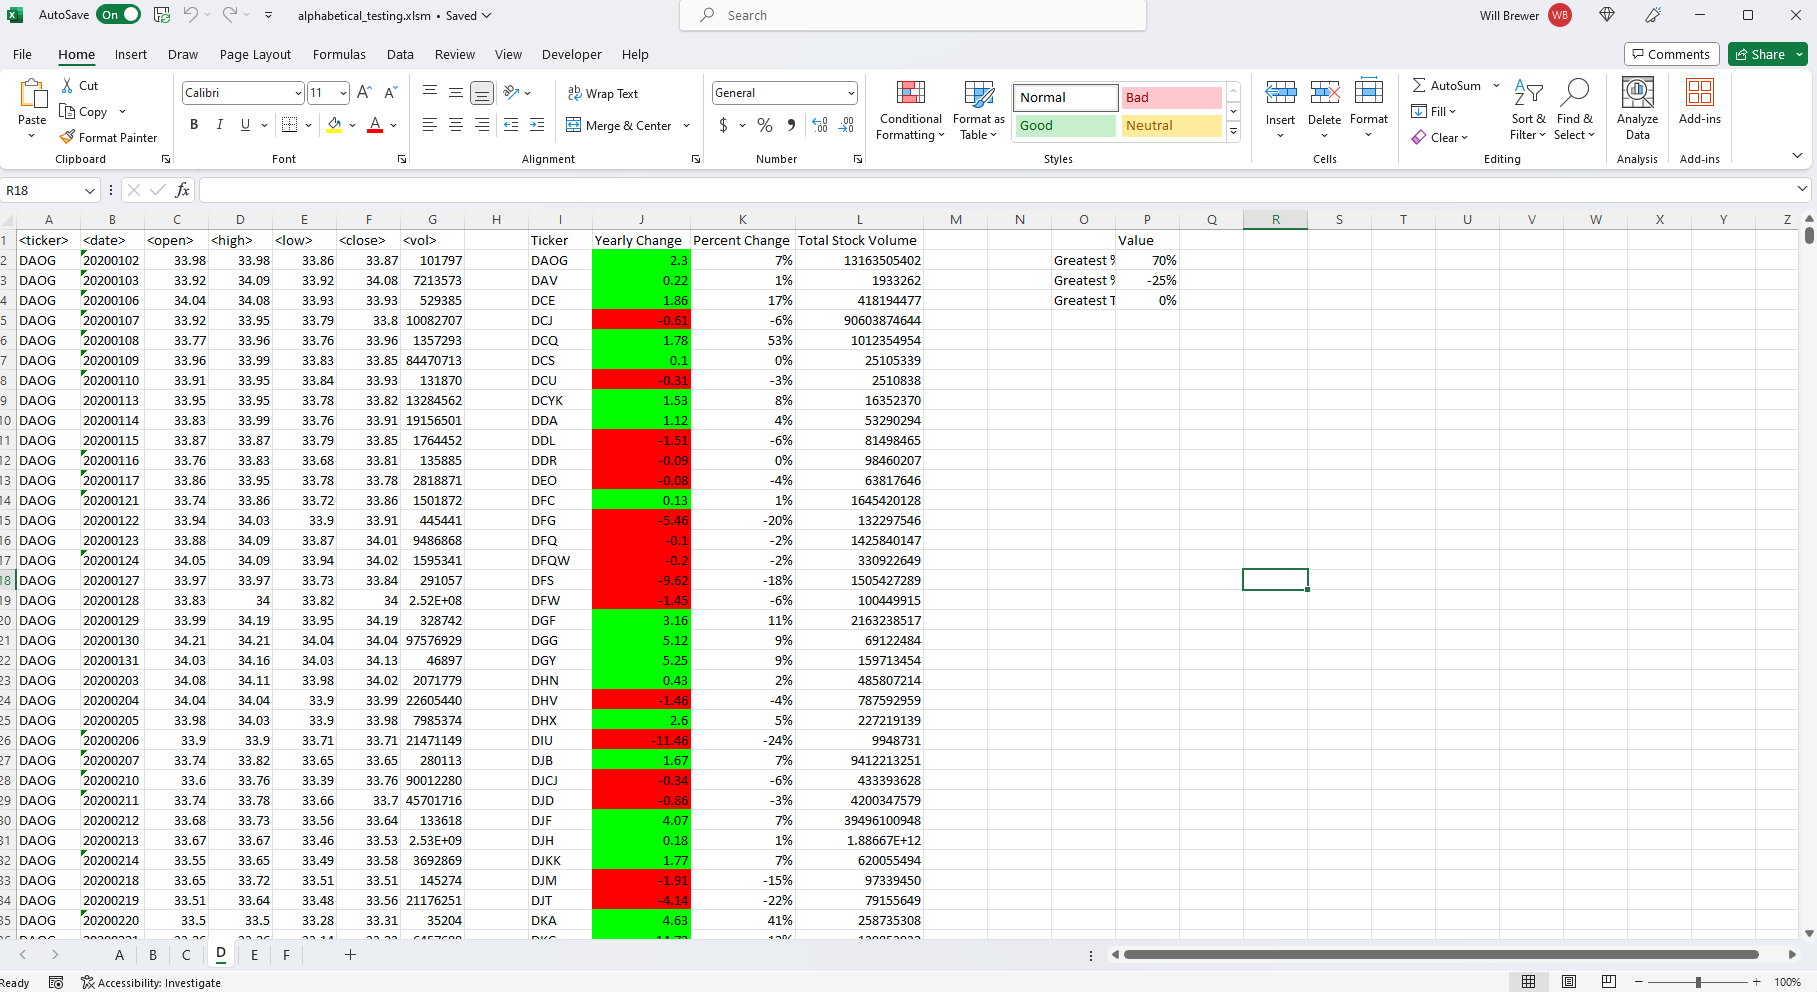 AutoSave On alphabetical_testing.xlsm • Saved Search Will Brewer WB
File Home Insert Draw Page Layout Formulas Data Review View Developer Help Comments Share
Paste Cut Copy Format Painter Clipboard
Calibri 11 B I U A Font
Wrap Text Merge & Center Alignment
General $ % Number
Conditional Formatting Format as Table Normal Bad Good Neutral Styles
Insert Delete Format Cells
AutoSum Fill Clear Sort & Filter Find & Select Editing
Analyze Data Analysis
Add-ins Add-ins
R18 fx
A B C D E F G H I J K L M N O P Q R S T U V W X Y Z
1 <ticker> <date> <open> <high> <low> <close> <vol> Ticker Yearly Change Percent Change Total Stock Volume Value
2 DAOG 20200102 33.98 33.98 33.86 33.87 101797 DAOG 2.3 7% 13163505402 Greatest % 70%
3 DAOG 20200103 33.92 34.09 33.92 34.08 7213573 DAV 0.22 1% 1933262 Greatest % -25%
4 DAOG 20200106 34.04 34.08 33.93 33.93 529385 DCE 1.86 17% 418194477 Greatest T 0%
5 DAOG 20200107 33.92 33.95 33.79 33.8 10082707 DCJ -0.61 -6% 90603874644
6 DAOG 20200108 33.77 33.96 33.76 33.96 1357293 DCQ 1.78 53% 1012354954
7 DAOG 20200109 33.96 33.99 33.83 33.85 84470713 DCS 0.1 0% 25105339
8 DAOG 20200110 33.91 33.95 33.84 33.93 131870 DCU -0.31 -3% 2510838
9 DAOG 20200113 33.95 33.95 33.78 33.82 13284562 DCYK 1.53 8% 16352370
10 DAOG 20200114 33.83 33.99 33.76 33.91 19156501 DDA 1.12 4% 53290294
11 DAOG 20200115 33.87 33.87 33.79 33.85 1764452 DDL -1.51 -6% 81498465
12 DAOG 20200116 33.76 33.83 33.68 33.81 135885 DDR -0.09 0% 98460207
13 DAOG 20200117 33.86 33.95 33.78 33.78 2818871 DEO -0.08 -4% 63817646
14 DAOG 20200121 33.74 33.86 33.72 33.86 1501872 DFC 0.13 1% 1645420128
15 DAOG 20200122 33.94 34.03 33.9 33.91 445441 DFG -5.46 -20% 132297546
16 DAOG 20200123 33.88 34.09 33.87 34.01 9486868 DFQ -0.1 -2% 1425840147
17 DAOG 20200124 34.05 34.09 33.94 34.02 1595341 DFQW -0.2 -2% 330922649
18 DAOG 20200127 33.97 33.97 33.73 33.84 291057 DFS -9.62 -18% 1505427289
19 DAOG 20200128 33.83 34 33.82 34 2.52E+08 DFW -1.45 -6% 100449915
20 DAOG 20200129 33.99 34.19 33.95 34.19 328742 DGF 3.16 11% 2163238517
21 DAOG 20200130 34.21 34.21 34.04 34.04 97576929 DGG 5.12 9% 69122484
22 DAOG 20200131 34.03 34.16 34.03 34.13 46897 DGY 5.25 9% 159713454
23 DAOG 20200203 34.08 34.11 33.98 34.02 2071779 DHN 0.43 2% 485807214
24 DAOG 20200204 34.04 34.04 33.9 33.99 22605440 DHV -1.46 -4% 787592959
25 DAOG 20200205 33.98 34.03 33.9 33.98 7985374 DHX 2.6 5% 227219139
26 DAOG 20200206 33.9 33.9 33.71 33.71 21471149 DIU -11.46 -24% 9948731
27 DAOG 20200207 33.74 33.82 33.65 33.65 280113 DJB 1.67 7% 9412213251
28 DAOG 20200210 33.6 33.76 33.39 33.76 90012280 DJCJ -0.34 -6% 433393628
29 DAOG 20200211 33.74 33.78 33.66 33.7 45701716 DJD -0.86 -3% 4200347579
30 DAOG 20200212 33.68 33.73 33.56 33.64 133618 DJF 4.07 7% 39496100948
31 DAOG 20200213 33.67 33.67 33.46 33.53 2.53E+09 DJH 0.18 1% 1.88667E+12
32 DAOG 20200214 33.55 33.65 33.49 33.58 3692869 DJKK 1.77 7% 620055494
33 DAOG 20200218 33.65 33.72 33.51 33.51 145274 DJM -1.91 -15% 97339450
34 DAOG 20200219 33.51 33.64 33.48 33.56 21176251 DJT -4.14 -22% 79155649
35 DAOG 20200220 33.5 33.5 33.28 33.31 35204 DKA 4.63 41% 258735308
A B C D E F
Ready Accessibility: Investigate 100%